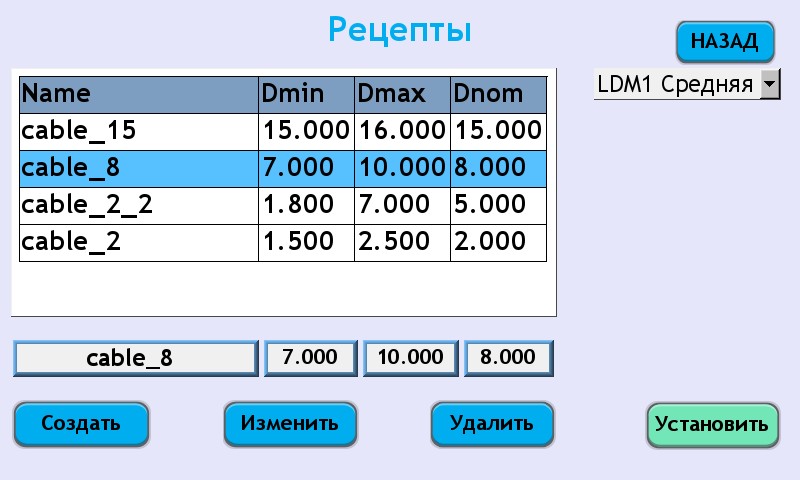 Рецепты
НАЗАД
LDM1 Средняя
Name Dmin Dmax Dnom
cable_15 15.000 16.000 15.000
cable_8 7.000 10.000 8.000
cable_2_2 1.800 7.000 5.000
cable_2 1.500 2.500 2.000
cable_8 7.000 10.000 8.000
Создать Изменить Удалить Установить